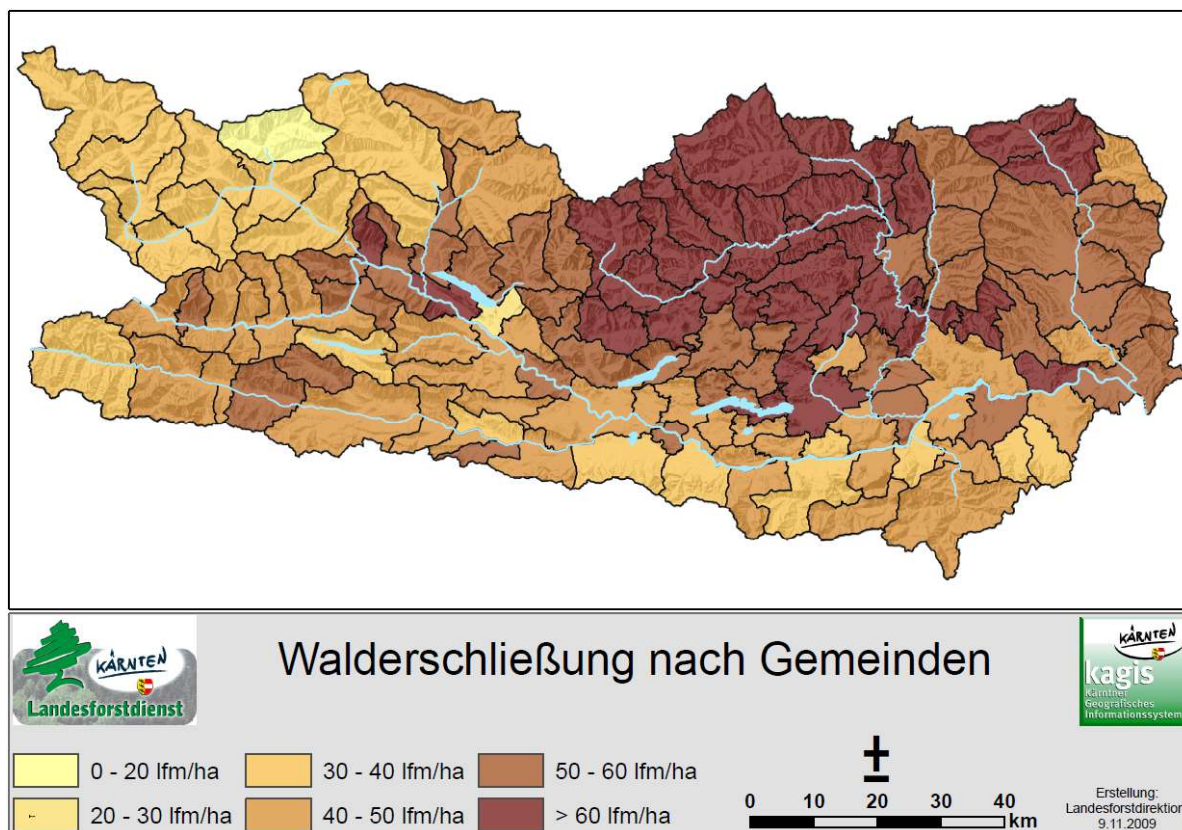 KÄRNTEN
Landesforstdienst
Walderschließung nach Gemeinden
KÄRNTEN
kagis
Kärntner
Geografisches
Informationssystem
0 - 20 lfm/ha
30 - 40 lfm/ha
50 - 60 lfm/ha
20 - 30 lfm/ha
40 - 50 lfm/ha
> 60 lfm/ha
0 10 20 30 40
km
Erstellung:
Landesforstdirektion
9.11.2009